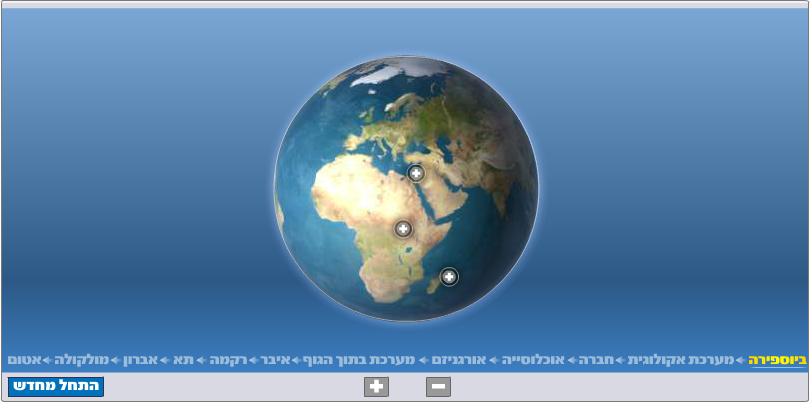 ביוספירה ← מערכת אקולוגית ← חברה ← אוכלוסייה ← אורגניזם ← מערכת בתוך הגוף ← איבר ← רקמה ← תא ← אברון ← מולקולה ← אטום
התחל מחדש